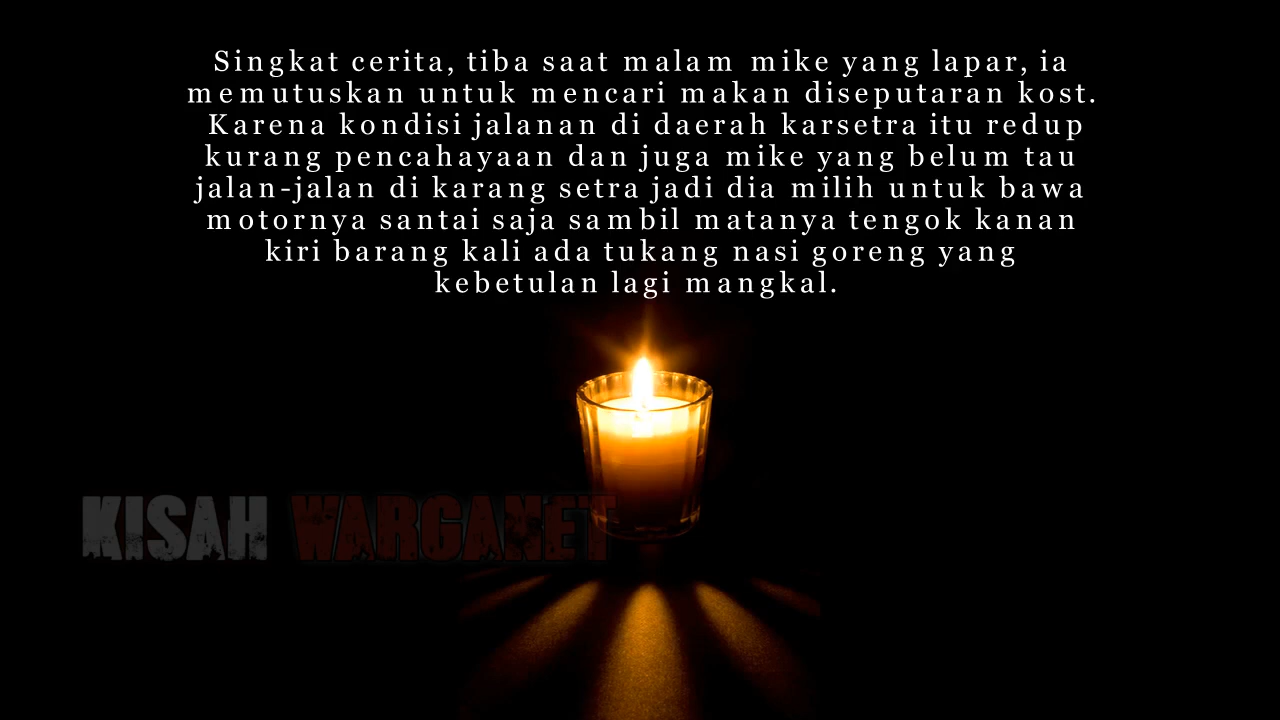 Singkat cerita, tiba saat malam mike yang lapar, ia
memutuskan untuk mencari makan diseputaran kost.
Karena kondisi jalanan di daerah karsetra itu redup
kurang pencahayaan dan juga mike yang belum tau
jalan-jalan di karang setra jadi dia milih untuk bawa
motornya santai saja sambil matanya tengok kanan
kiri barang kali ada tukang nasi goreng yang
kebetulan lagi mangkal.
KISAH WARGANET